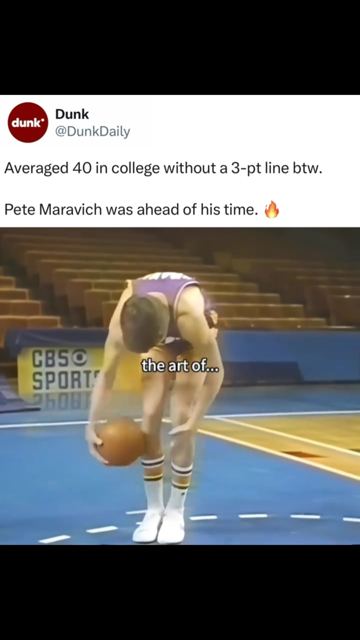 dunk*
Dunk
@DunkDaily
Averaged 40 in college without a 3-pt line btw.
Pete Maravich was ahead of his time. 🔥
CBS
SPORTS
the art of...
dunk